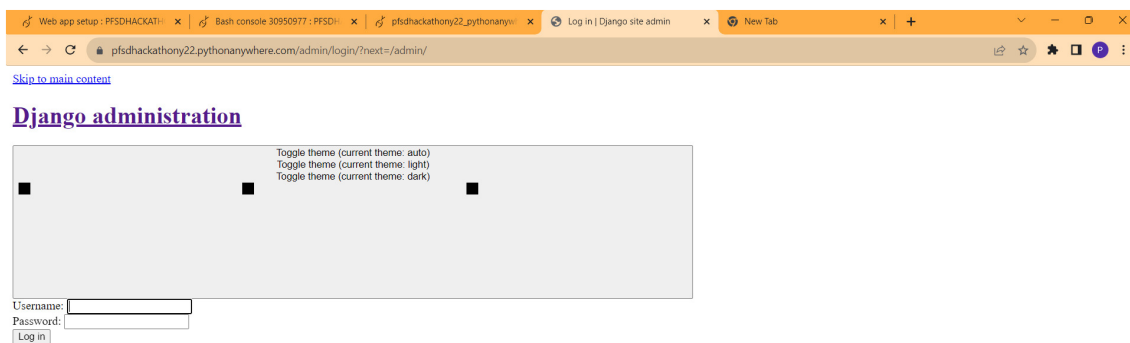 Web app setup : PFSDHACKATH
Bash console 30950977 : PFSDH
pfsdhackathony22_pythonanyw
Log in | Django site admin
New Tab
pfsdhackathony22.pythonanywhere.com/admin/login/?next=/admin/
P
Skip to main content
Django administration
Toggle theme (current theme: auto)
Toggle theme (current theme: light)
Toggle theme (current theme: dark)
Username:
Password:
Log in